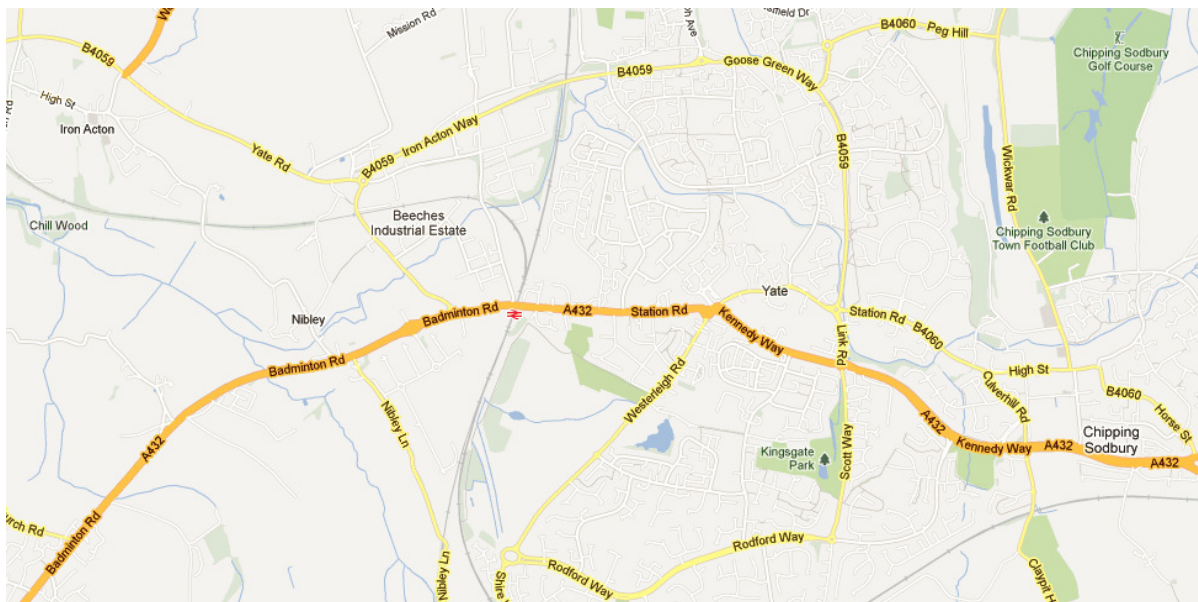 Mission Rd
B4060
Peg Hill
B4059
Goose Green Way
B4059
Chipping Sodbury
Golf Course
High St
Iron Acton
Iron Acton Way
B4059
Yate Rd
B4059
Wickwar Rd
Chill Wood
Beeches
Industrial Estate
Chipping Sodbury
Town Football Club
Nibley
Badminton Rd
A432
Station Rd
Yate
Kennedy Way
Link Rd
Station Rd
B4060
Badminton Rd
High St
Culverhill Rd
B4060
Horse St
Nibley Ln
Westerleigh Rd
A432
A432
Kennedy Way
A432
Chipping
Sodbury
A432
Kingsgate
Park
Scott Way
Badminton Rd
Rodford Way
Rodford Way
Nibley Ln